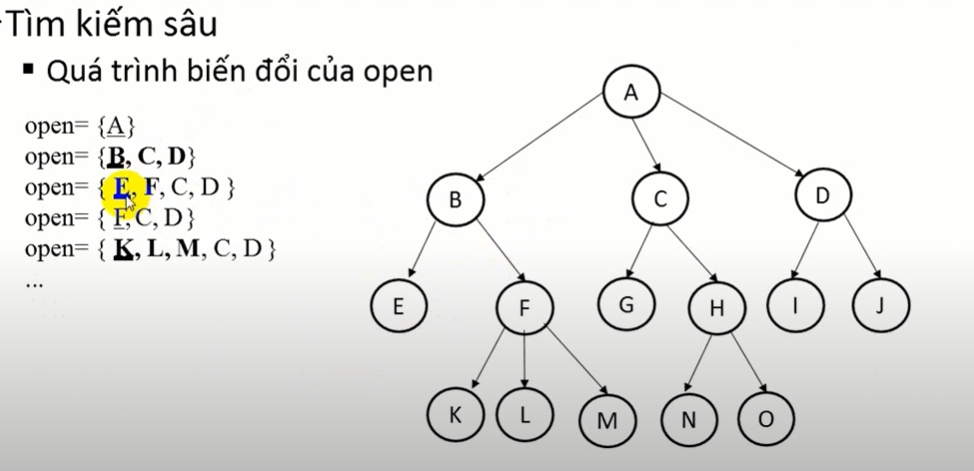 Tìm kiếm sâu
▪ Quá trình biến đổi của open
open= {A}
open= {B, C, D}
open= { E, F, C, D }
open= { F, C, D }
open= { K, L, M, C, D }
...
A
B C D
E F G H I J
K L M N O